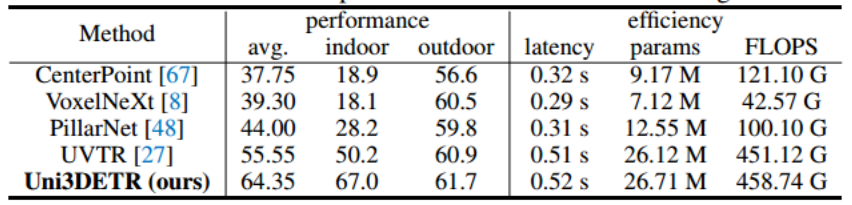 Method performance efficiency
avg. indoor outdoor latency params FLOPS
CenterPoint [67] 37.75 18.9 56.6 0.32 s 9.17 M 121.10 G
VoxelNeXt [8] 39.30 18.1 60.5 0.29 s 7.12 M 42.57 G
PillarNet [48] 44.00 28.2 59.8 0.31 s 12.55 M 100.10 G
UVTR [27] 55.55 50.2 60.9 0.51 s 26.12 M 451.12 G
Uni3DETR (ours) 64.35 67.0 61.7 0.52 s 26.71 M 458.74 G